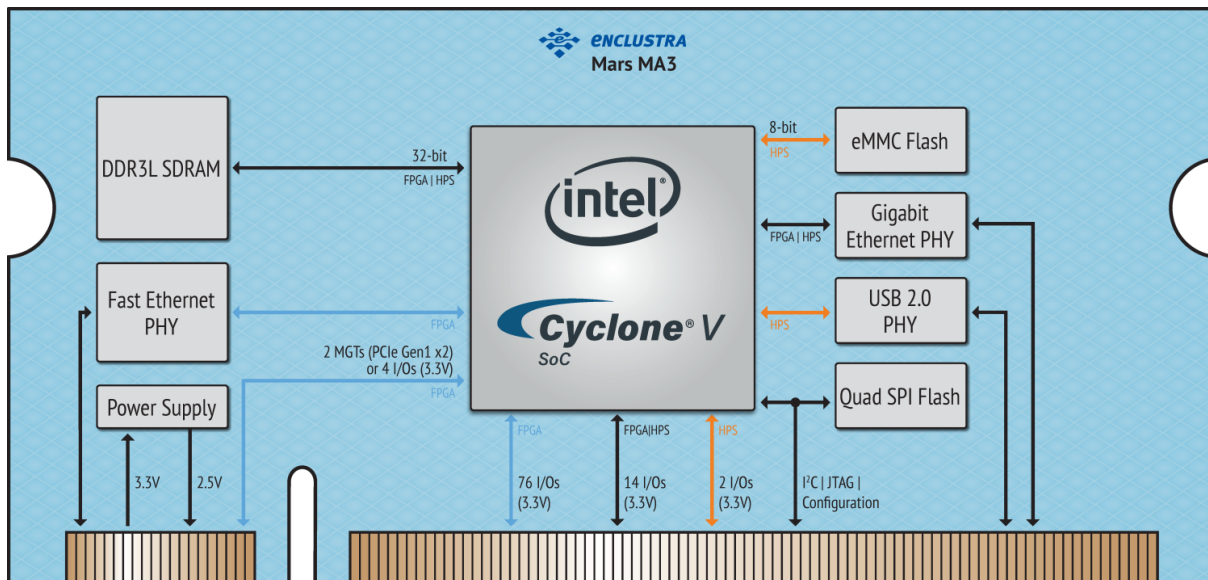 e ENCLUSTRA
Mars MA3
DDR3L SDRAM
32-bit
FPGA | HPS
intel®
Cyclone® V
SoC
8-bit
HPS
eMMC Flash
FPGA | HPS
Gigabit
Ethernet PHY
Fast Ethernet
PHY
FPGA
HPS
USB 2.0
PHY
2 MGTs (PCIe Gen1 x2)
or 4 I/Os (3.3V)
FPGA
Power Supply
Quad SPI Flash
3.3V
2.5V
FPGA
76 I/Os
(3.3V)
FPGA|HPS
14 I/Os
(3.3V)
HPS
2 I/Os
(3.3V)
I²C | JTAG |
Configuration